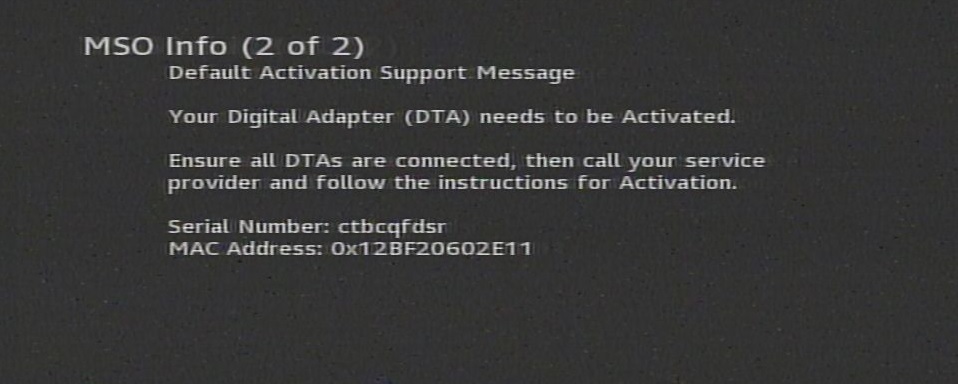 MSO Info (2 of 2)
Default Activation Support Message
Your Digital Adapter (DTA) needs to be Activated.
Ensure all DTAs are connected, then call your service
provider and follow the instructions for Activation.
Serial Number: ctbcqfdsr
MAC Address: 0x12BF20602E11